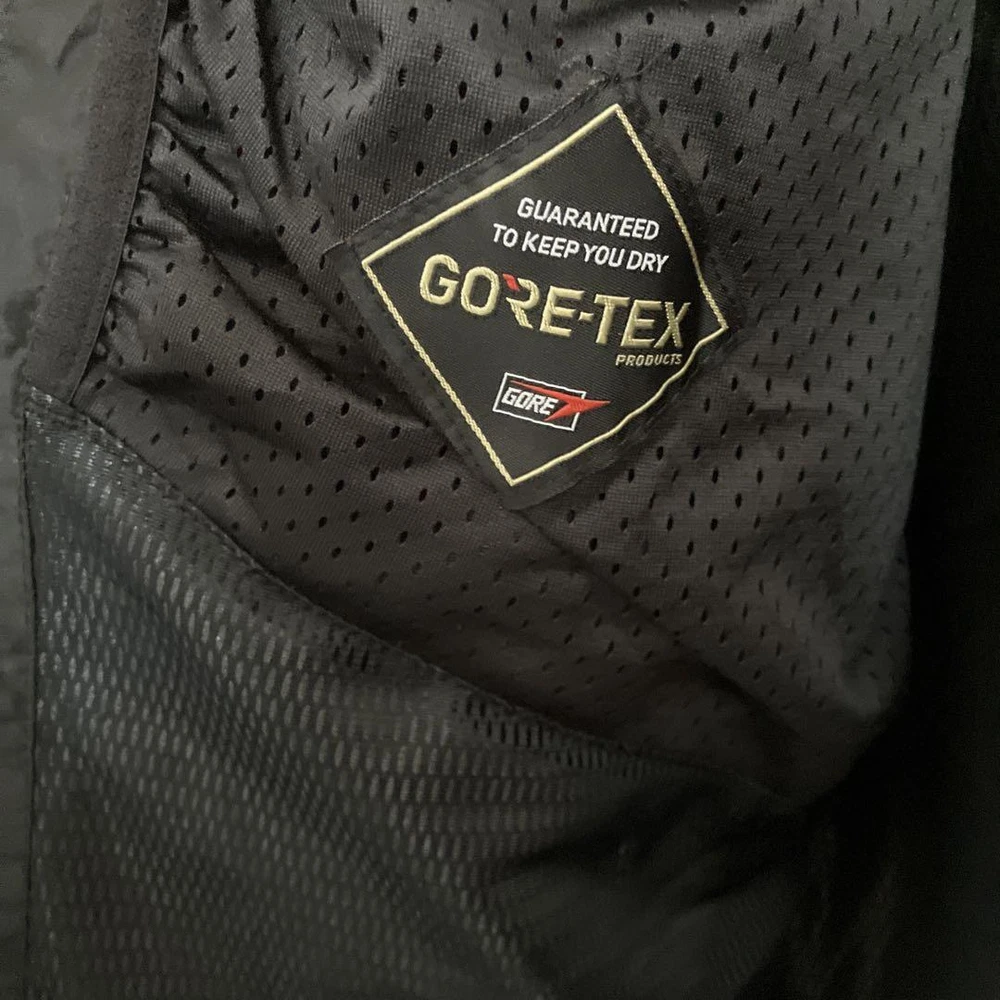 GUARANTEED
TO KEEP YOU DRY
GORE-TEX
PRODUCTS
GORE